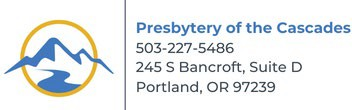 Presbytery of the Cascades
503-227-5486
245 S Bancroft, Suite D
Portland, OR 97239